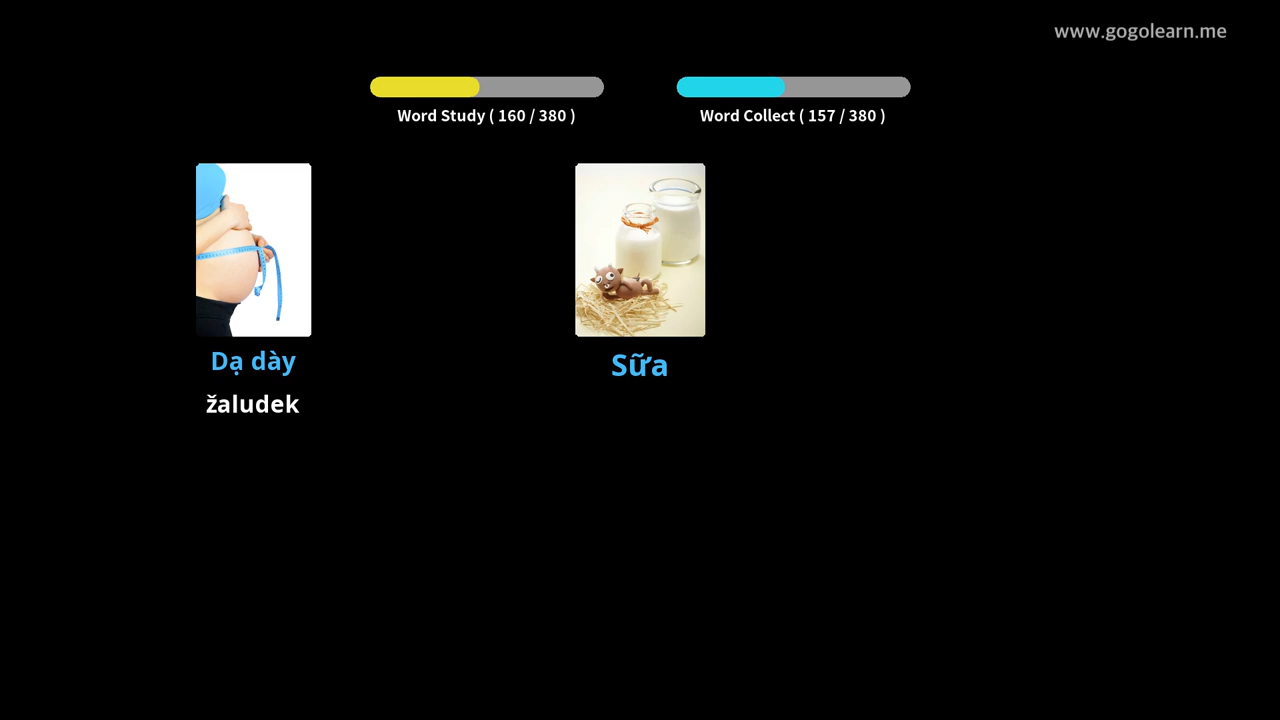 www.gogolearn.me
Word Study ( 160 / 380 )
Word Collect ( 157 / 380 )
Dạ dày
žaludek
Sữa